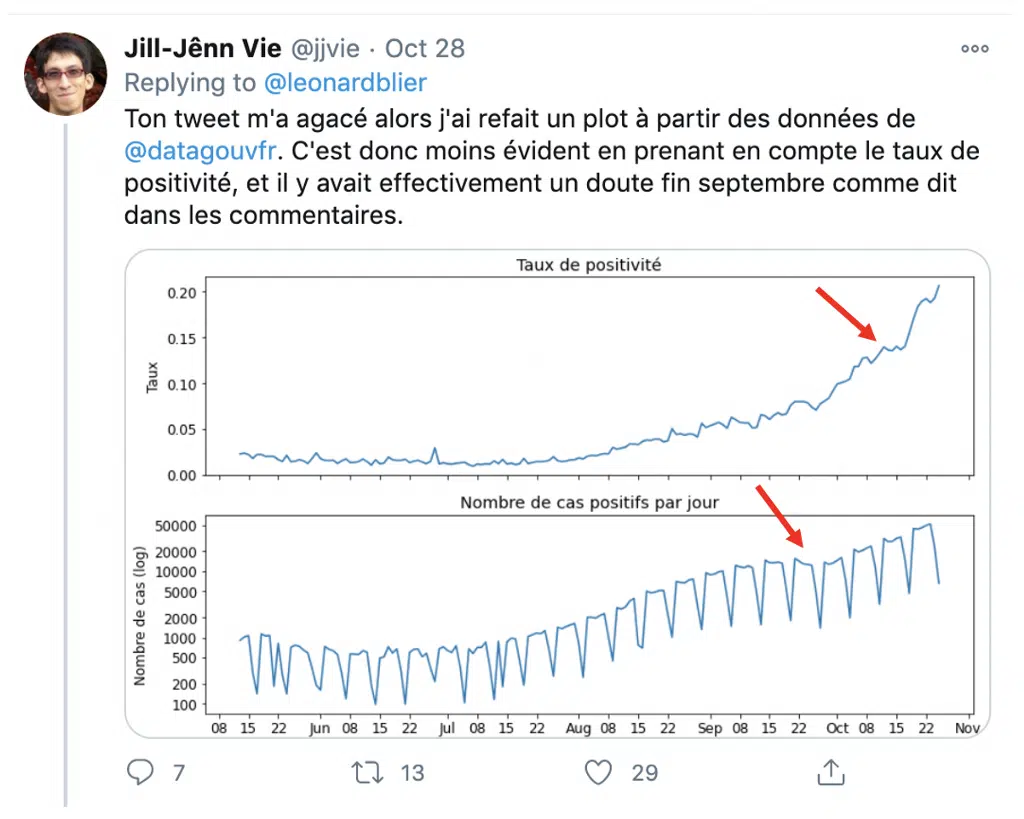 Jill-Jênn Vie @jjvie · Oct 28
Replying to @leonardblier
Ton tweet m'a agacé alors j'ai refait un plot à partir des données de
@datagouvfr. C'est donc moins évident en prenant en compte le taux de
positivité, et il y avait effectivement un doute fin septembre comme dit
dans les commentaires.
Taux de positivité
Taux
0.20
0.15
0.10
0.05
0.00
Nombre de cas positifs par jour
Nombre de cas (log)
50000
20000
10000
5000
2000
1000
500
200
100
08 15 22 Jun 08 15 22 Jul 08 15 22 Aug 08 15 22 Sep 08 15 22 Oct 08 15 22 Nov
7 13 29